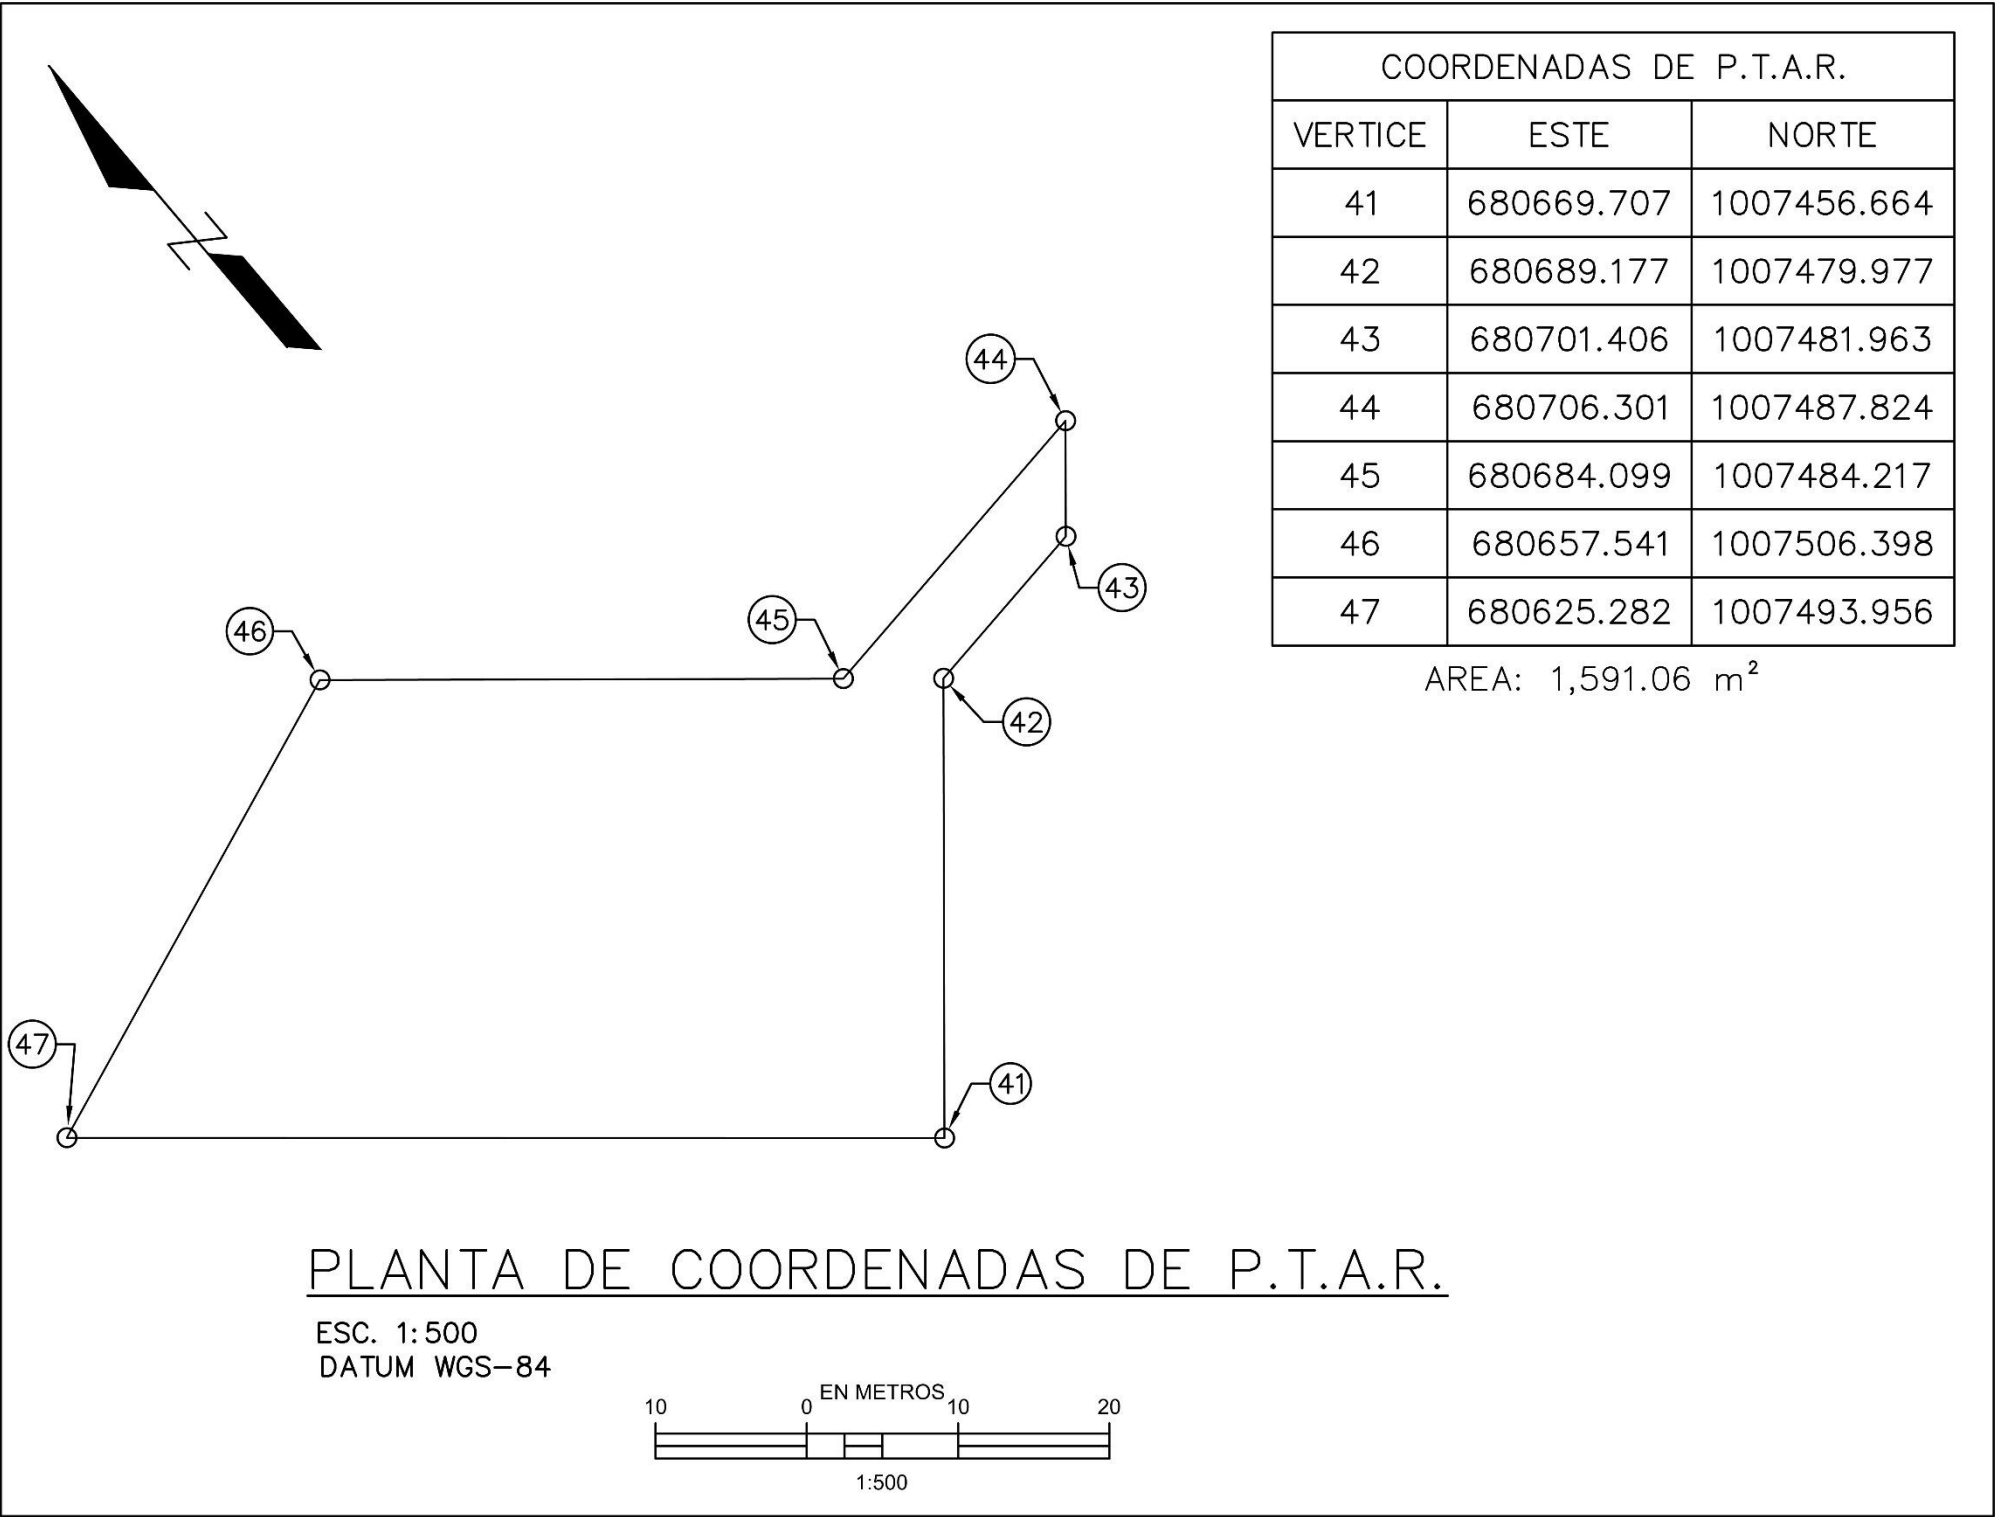 COORDENADAS DE P.T.A.R.
VERTICE ESTE NORTE
41 680669.707 1007456.664
42 680689.177 1007479.977
43 680701.406 1007481.963
44 680706.301 1007487.824
45 680684.099 1007484.217
46 680657.541 1007506.398
47 680625.282 1007493.956
AREA: 1,591.06 m²
44
43
46
45
42
47
41
PLANTA DE COORDENADAS DE P.T.A.R.
ESC. 1:500
DATUM WGS-84
EN METROS
10 0 10 20
1:500